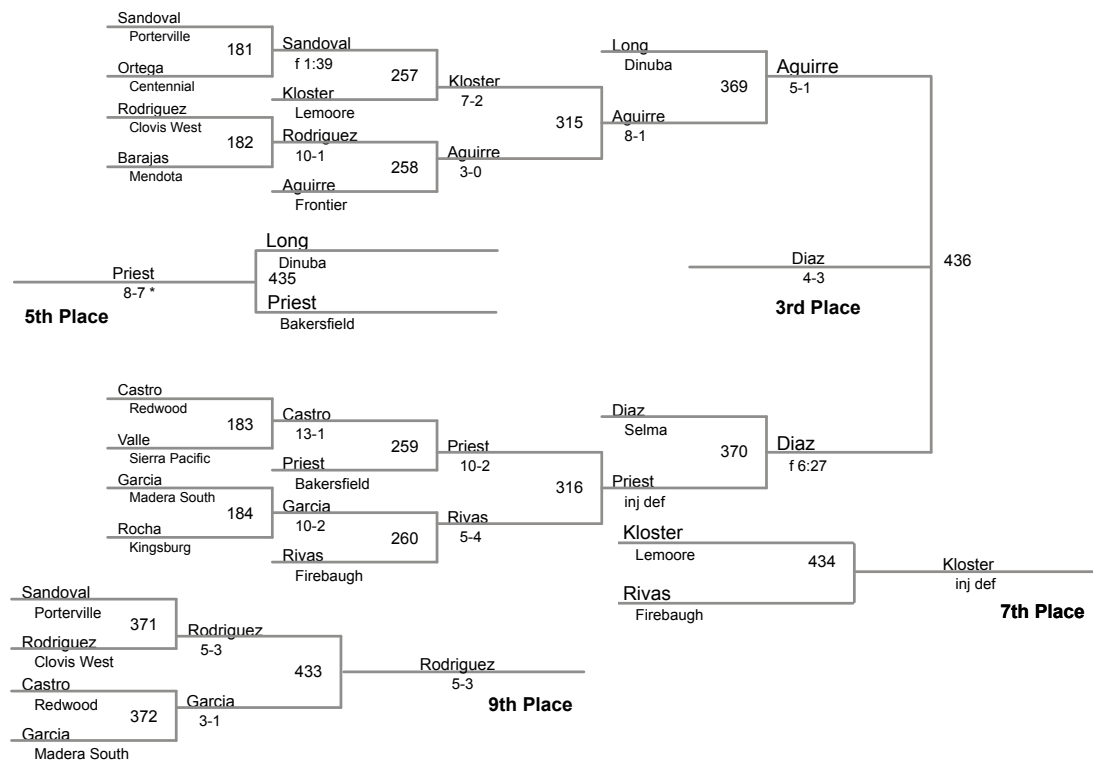 Sandoval
Porterville
181
Ortega
Centennial
Sandoval
f 1:39
257
Kloster
Lemoore
Rodriguez
Clovis West
182
Barajas
Mendota
Rodriguez
10-1
258
Aguirre
Frontier
Kloster
7-2
315
Aguirre
3-0
Long
Dinuba
369
Aguirre
8-1
Aguirre
5-1
Long
Dinuba
435
Priest
Bakersfield
Priest
8-7 *
5th Place
Diaz
4-3
3rd Place
436
Castro
Redwood
183
Valle
Sierra Pacific
Castro
13-1
259
Priest
Bakersfield
Garcia
Madera South
184
Rocha
Kingsburg
Garcia
10-2
260
Rivas
Firebaugh
Priest
10-2
316
Rivas
5-4
Diaz
Selma
370
Priest
inj def
Diaz
f 6:27
Kloster
Lemoore
434
Rivas
Firebaugh
Kloster
inj def
7th Place
Sandoval
Porterville
371
Rodriguez
Clovis West
Rodriguez
5-3
433
Castro
Redwood
372
Garcia
Madera South
Garcia
3-1
Rodriguez
5-3
9th Place